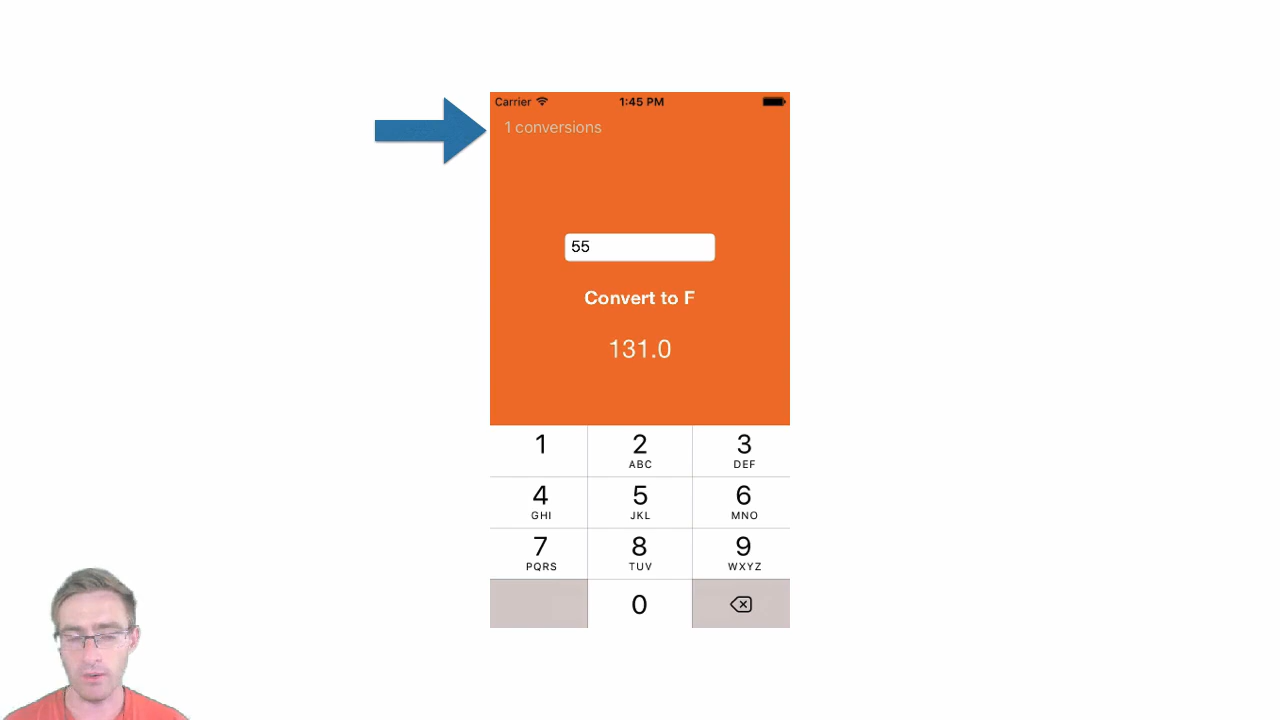 Carrier 1:45 PM
1 conversions
55
Convert to F
131.0
1 2 3
ABC DEF
4 5 6
GHI JKL MNO
7 8 9
PQRS TUV WXYZ
0